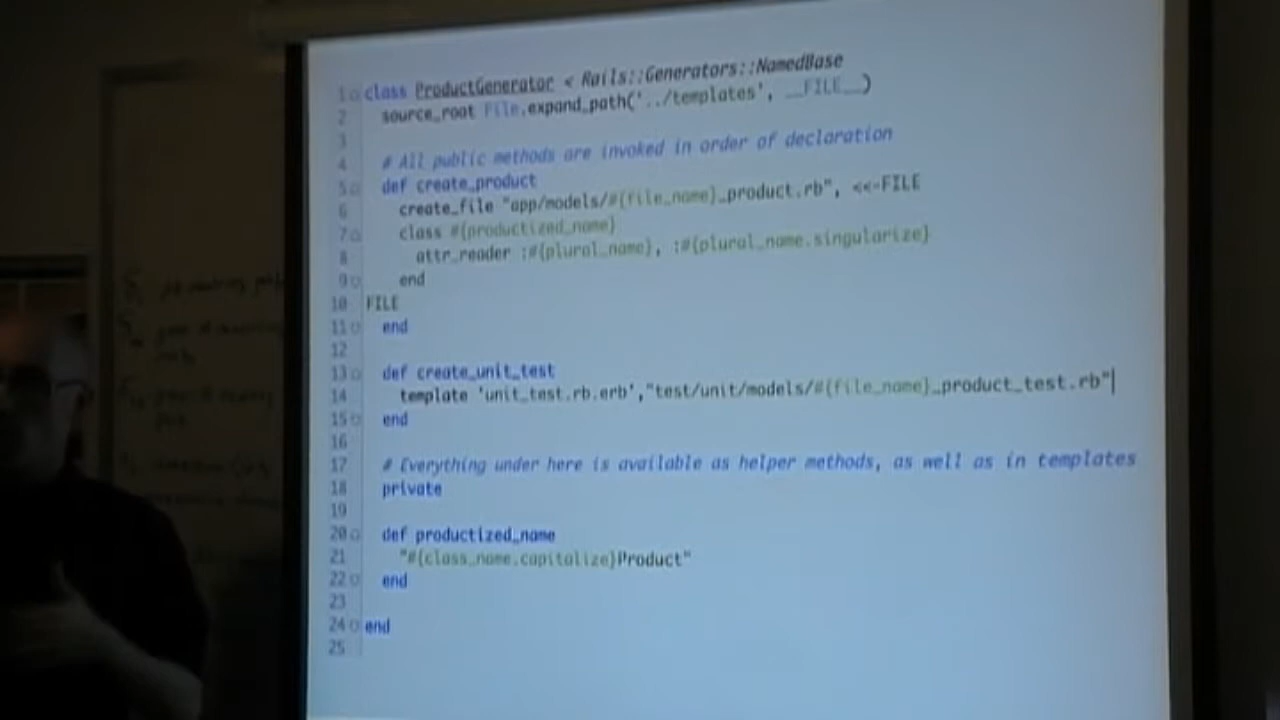 1 class ProductGenerator < Rails::Generators::NamedBase
2 source_root File.expand_path('../templates', __FILE__)
3
4 # All public methods are invoked in order of declaration
5 def create_product
6 create_file "app/models/#{file_name}_product.rb", <<-FILE
7 class #{productized_name}
8 attr_reader :#{plural_name}, :#{plural_name.singularize}
9 end
10 FILE
11 end
12
13 def create_unit_test
14 template 'unit_test.rb.erb',"test/unit/models/#{file_name}_product_test.rb"
15 end
16
17 # Everything under here is available as helper methods, as well as in templates
18 private
19
20 def productized_name
21 "#{class_name.capitalize}Product"
22 end
23
24 end
25